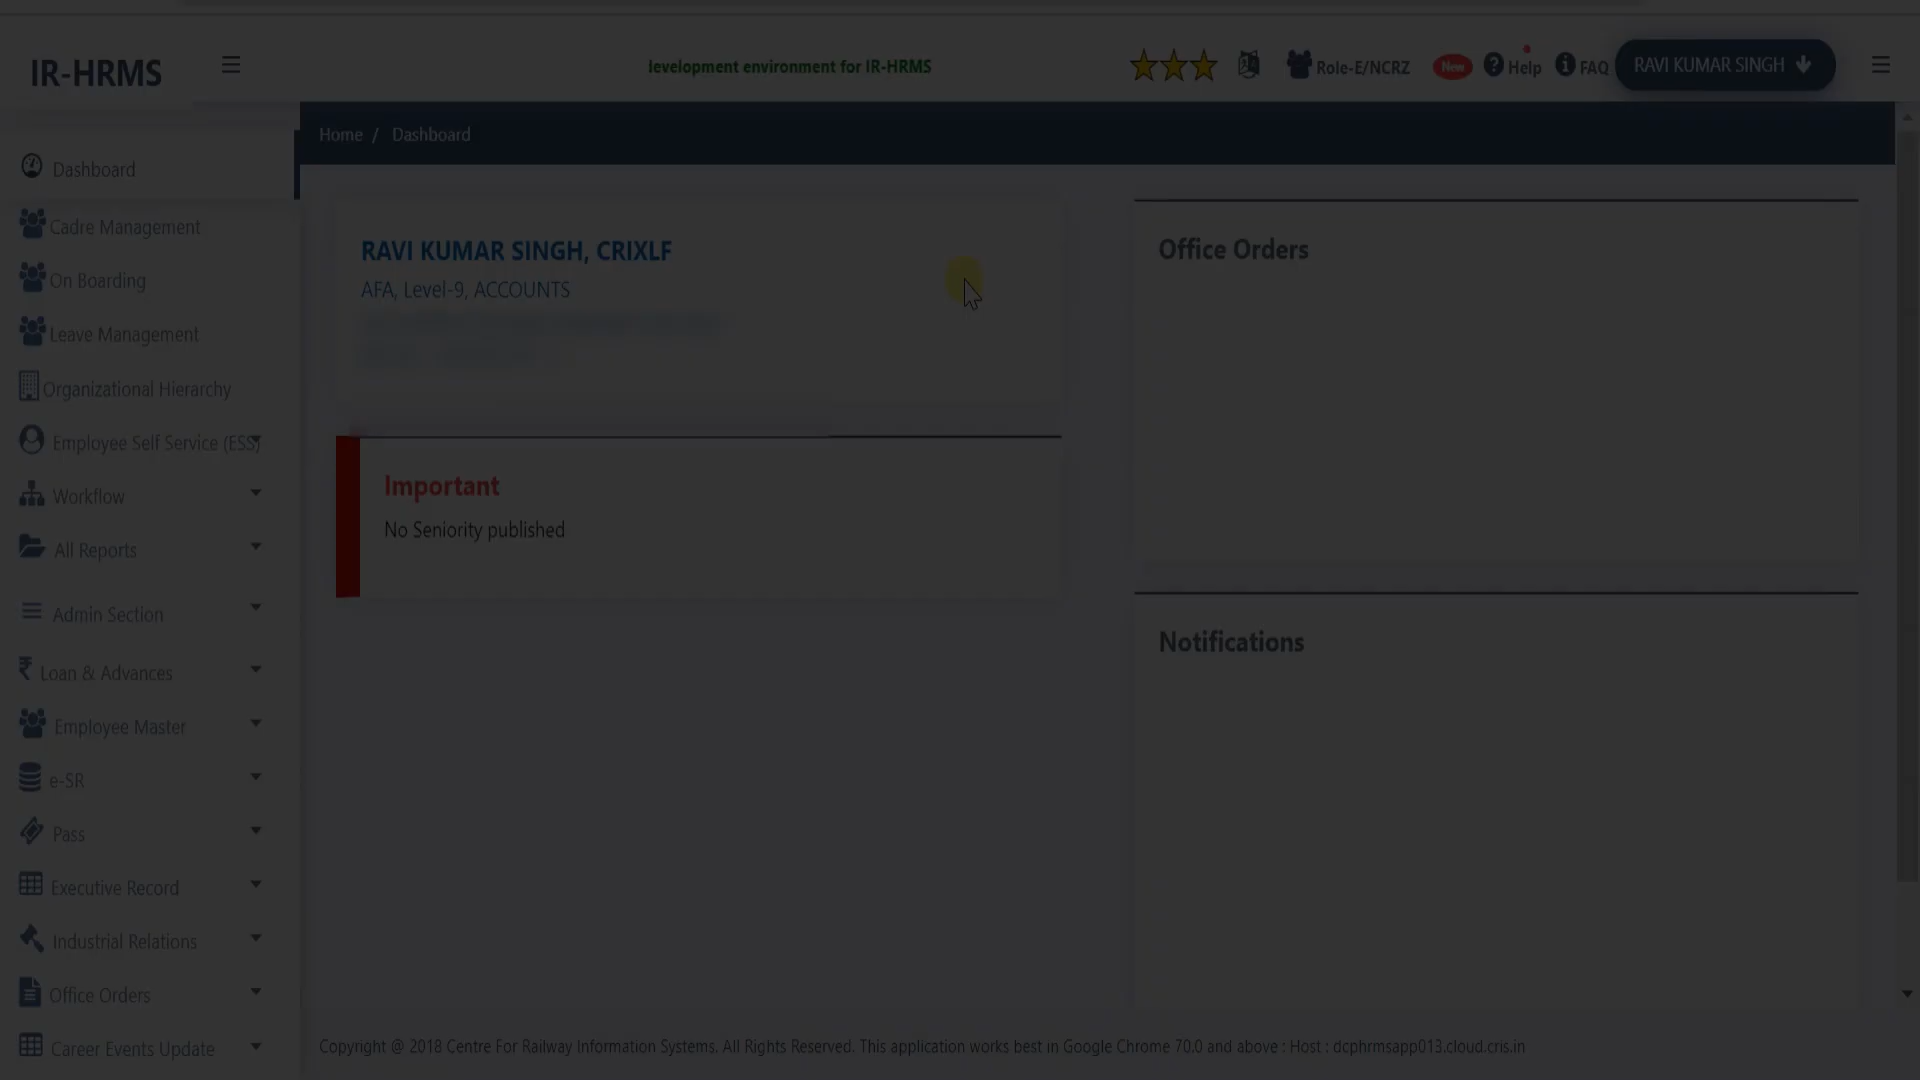 IR-HRMS
levelopment environment for IR-HRMS
Role-E/NCRZ
New
Help
FAQ
RAVI KUMAR SINGH
Home / Dashboard
Dashboard
Cadre Management
On Boarding
Leave Management
Organizational Hierarchy
Employee Self Service (ESS)
Workflow
All Reports
Admin Section
Loan & Advances
Employee Master
e-SR
Pass
Executive Record
Industrial Relations
Office Orders
Career Events Update
RAVI KUMAR SINGH, CRIXLF
AFA, Level-9, ACCOUNTS
Important
No Seniority published
Office Orders
Notifications
Copyright @ 2018 Centre For Railway Information Systems. All Rights Reserved. This application works best in Google Chrome 70.0 and above : Host : dcphrmsapp013.cloud.cris.in